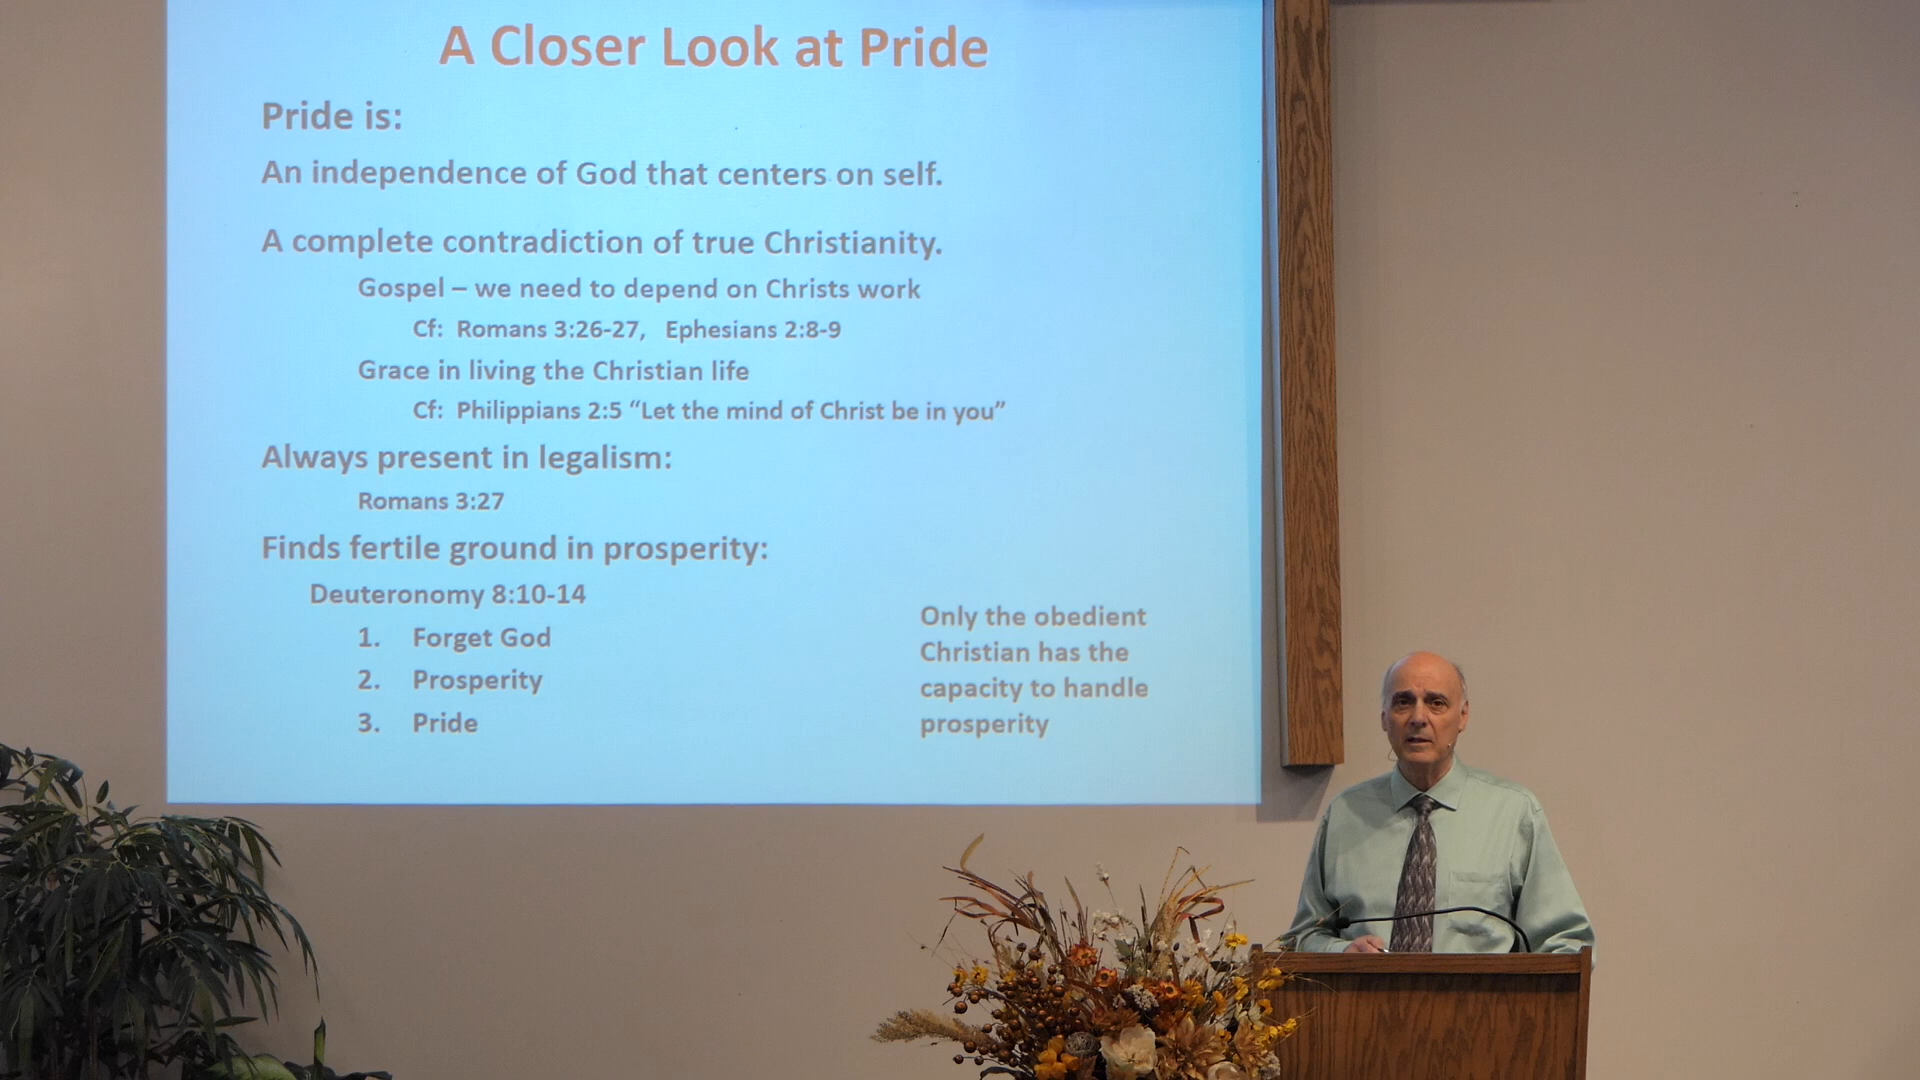 A Closer Look at Pride
Pride is:
An independence of God that centers on self.
A complete contradiction of true Christianity.
Gospel – we need to depend on Christs work
Cf: Romans 3:26-27, Ephesians 2:8-9
Grace in living the Christian life
Cf: Philippians 2:5 “Let the mind of Christ be in you”
Always present in legalism:
Romans 3:27
Finds fertile ground in prosperity:
Deuteronomy 8:10-14
1. Forget God
2. Prosperity
3. Pride
Only the obedient
Christian has the
capacity to handle
prosperity